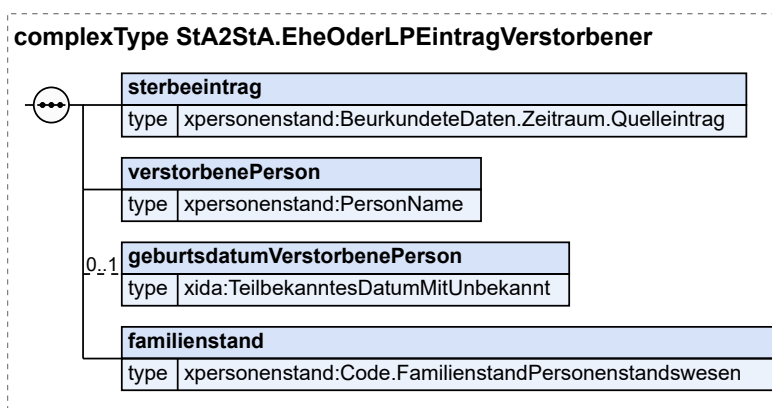 complexType StA2StA.EheOderLPEintragVerstorbener
sterbeeintrag
type xpersonenstand:BeurkundeteDaten.Zeitraum.Quelleintrag
verstorbenePerson
type xpersonenstand:PersonName
0..1
geburtsdatumVerstorbenePerson
type xida:TeilbekanntesDatumMitUnbekannt
familienstand
type xpersonenstand:Code.FamilienstandPersonenstandswesen